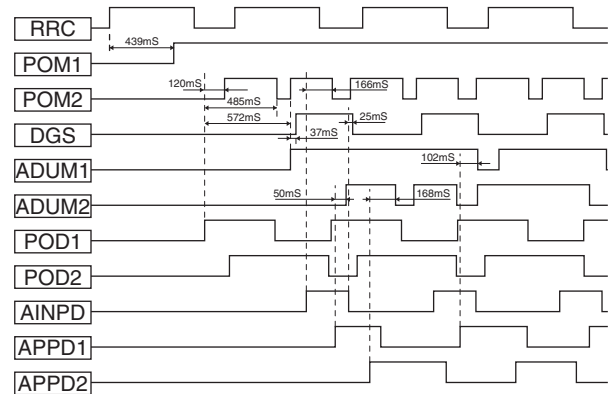 RRC
439mS
POM1
120mS
166mS
POM2
485mS
572mS
25mS
DGS
37mS
102mS
ADUM1
50mS
168mS
ADUM2
POD1
POD2
AINPD
APPD1
APPD2